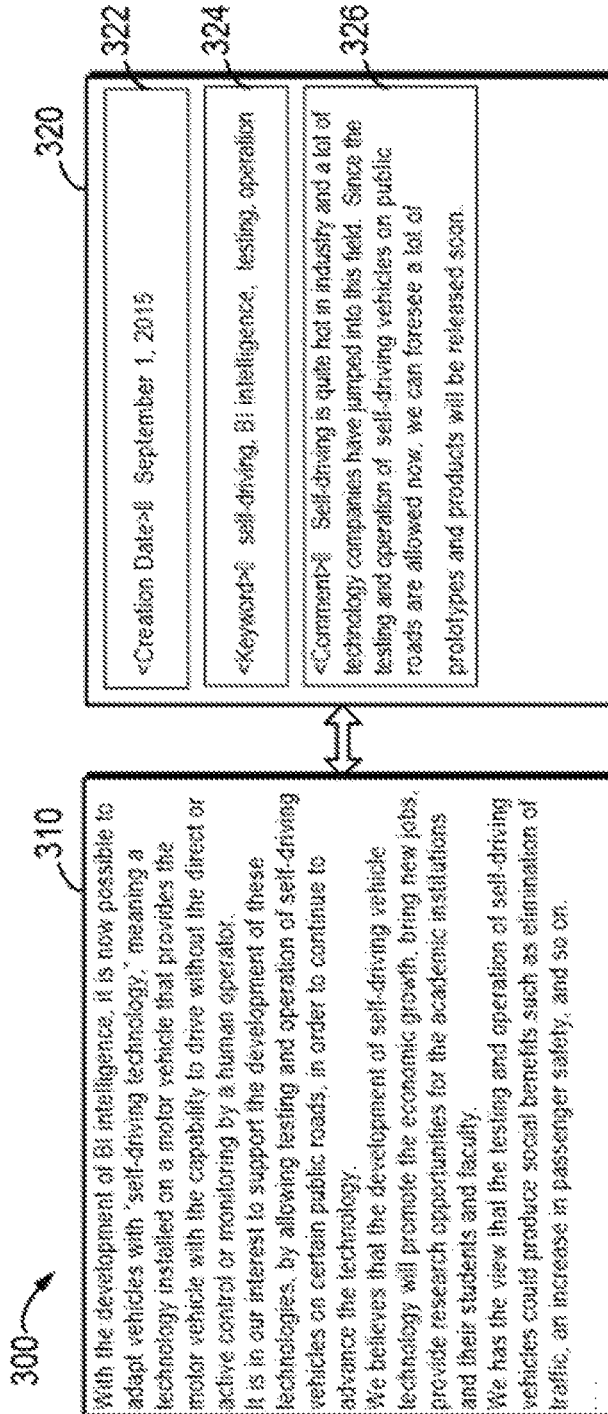 300
310
With the development of BI intelligence, it is now possible to
adapt vehicles with "self-driving technology," meaning a
technology installed on a motor vehicle that provides the
motor vehicle with the capability to drive without the direct or
active control or monitoring by a human operator.
It is in our interest to support the development of these
technologies, by allowing testing and operation of self-driving
vehicles on certain public roads, in order to continue to
advance the technology.
We believes that the development of self-driving vehicle
technology will promote the economic growth, bring new jobs,
provide research opportunities for the academic institutions
and their students and faculty.
We has the view that the testing and operation of self-driving
vehicles could produce social benefits such as elimination of
traffic, an increase in passenger safety, and so on.
......
320
<Creation Date> September 1, 2015
322
<Keyword> self-driving, BI intelligence, testing, operation
324
<Comment> Self-driving is quite hot in industry and a lot of
technology companies have jumped into this field. Since the
testing and operation of self-driving vehicles on public
roads are allowed now, we can foresee a lot of
prototypes and products will be released soon.
326